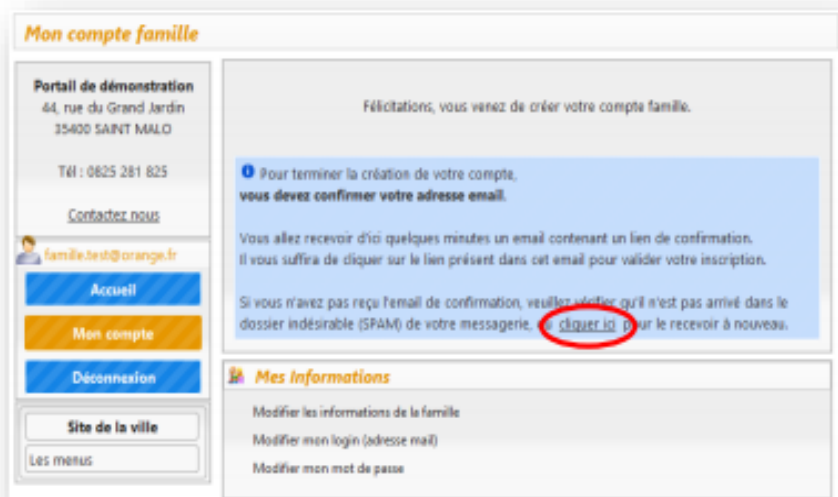 Mon compte famille
Portail de démonstration
44, rue du Grand Jardin
35400 SAINT MALO
Tél : 0825 281 825
Contactez nous
famille.test@orange.fr
Accueil
Mon compte
Déconnexion
Site de la ville
Les menus
Félicitations, vous venez de créer votre compte famille.
Pour terminer la création de votre compte,
vous devez confirmer votre adresse email.
Vous allez recevoir d'ici quelques minutes un email contenant un lien de confirmation.
Il vous suffira de cliquer sur le lien présent dans cet email pour valider votre inscription.
Si vous n'avez pas reçu l'email de confirmation, veuillez vérifier qu'il n'est pas arrivé dans le
dossier indésirable (SPAM) de votre messagerie, cliquer ici pour le recevoir à nouveau.
Mes Informations
Modifier les informations de la famille
Modifier mon login (adresse mail)
Modifier mon mot de passe